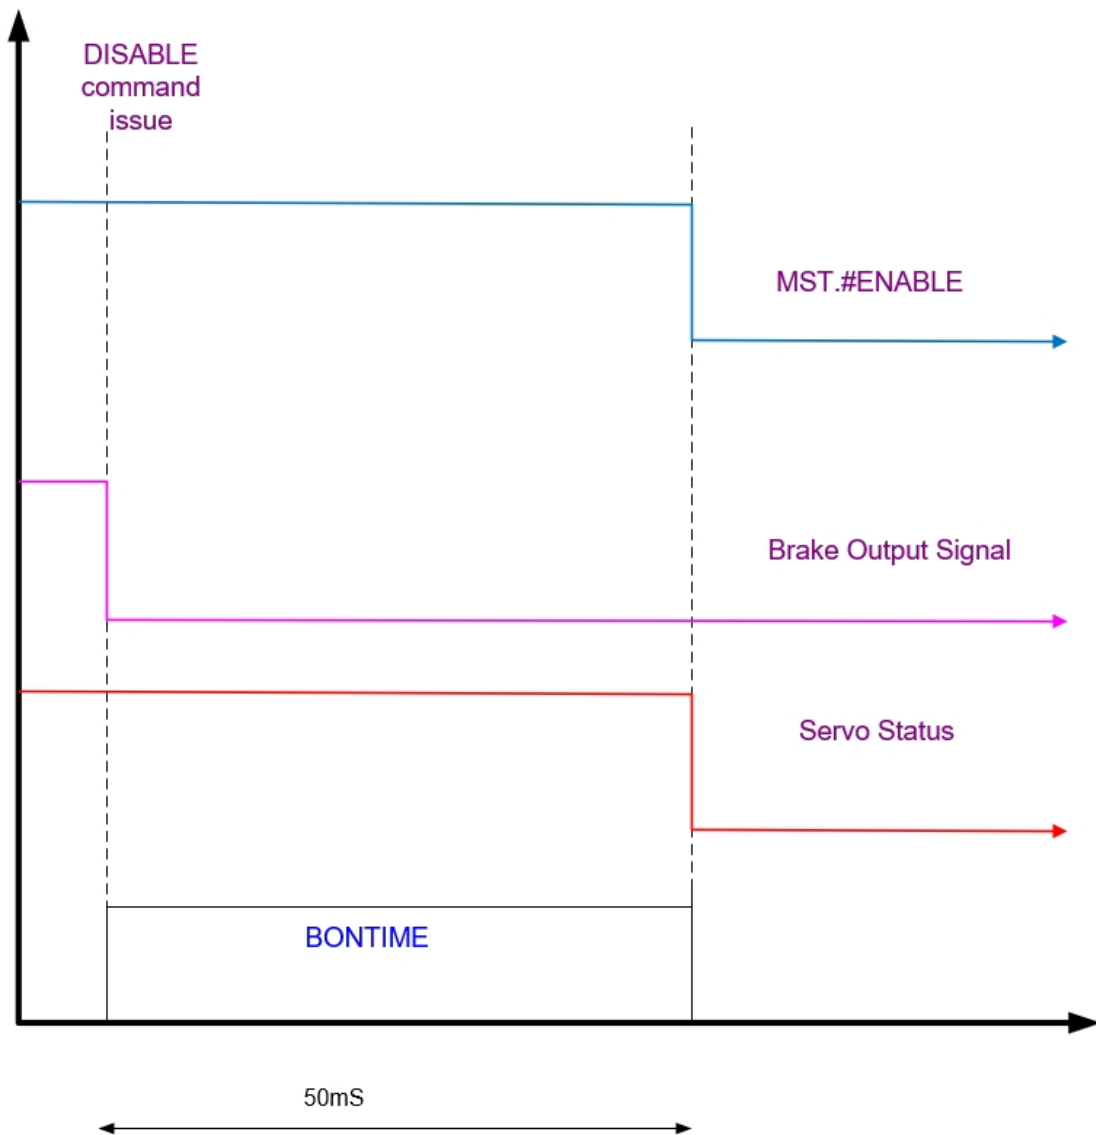 DISABLE
command
issue
MST.#ENABLE
Brake Output Signal
Servo Status
BONTIME
50mS